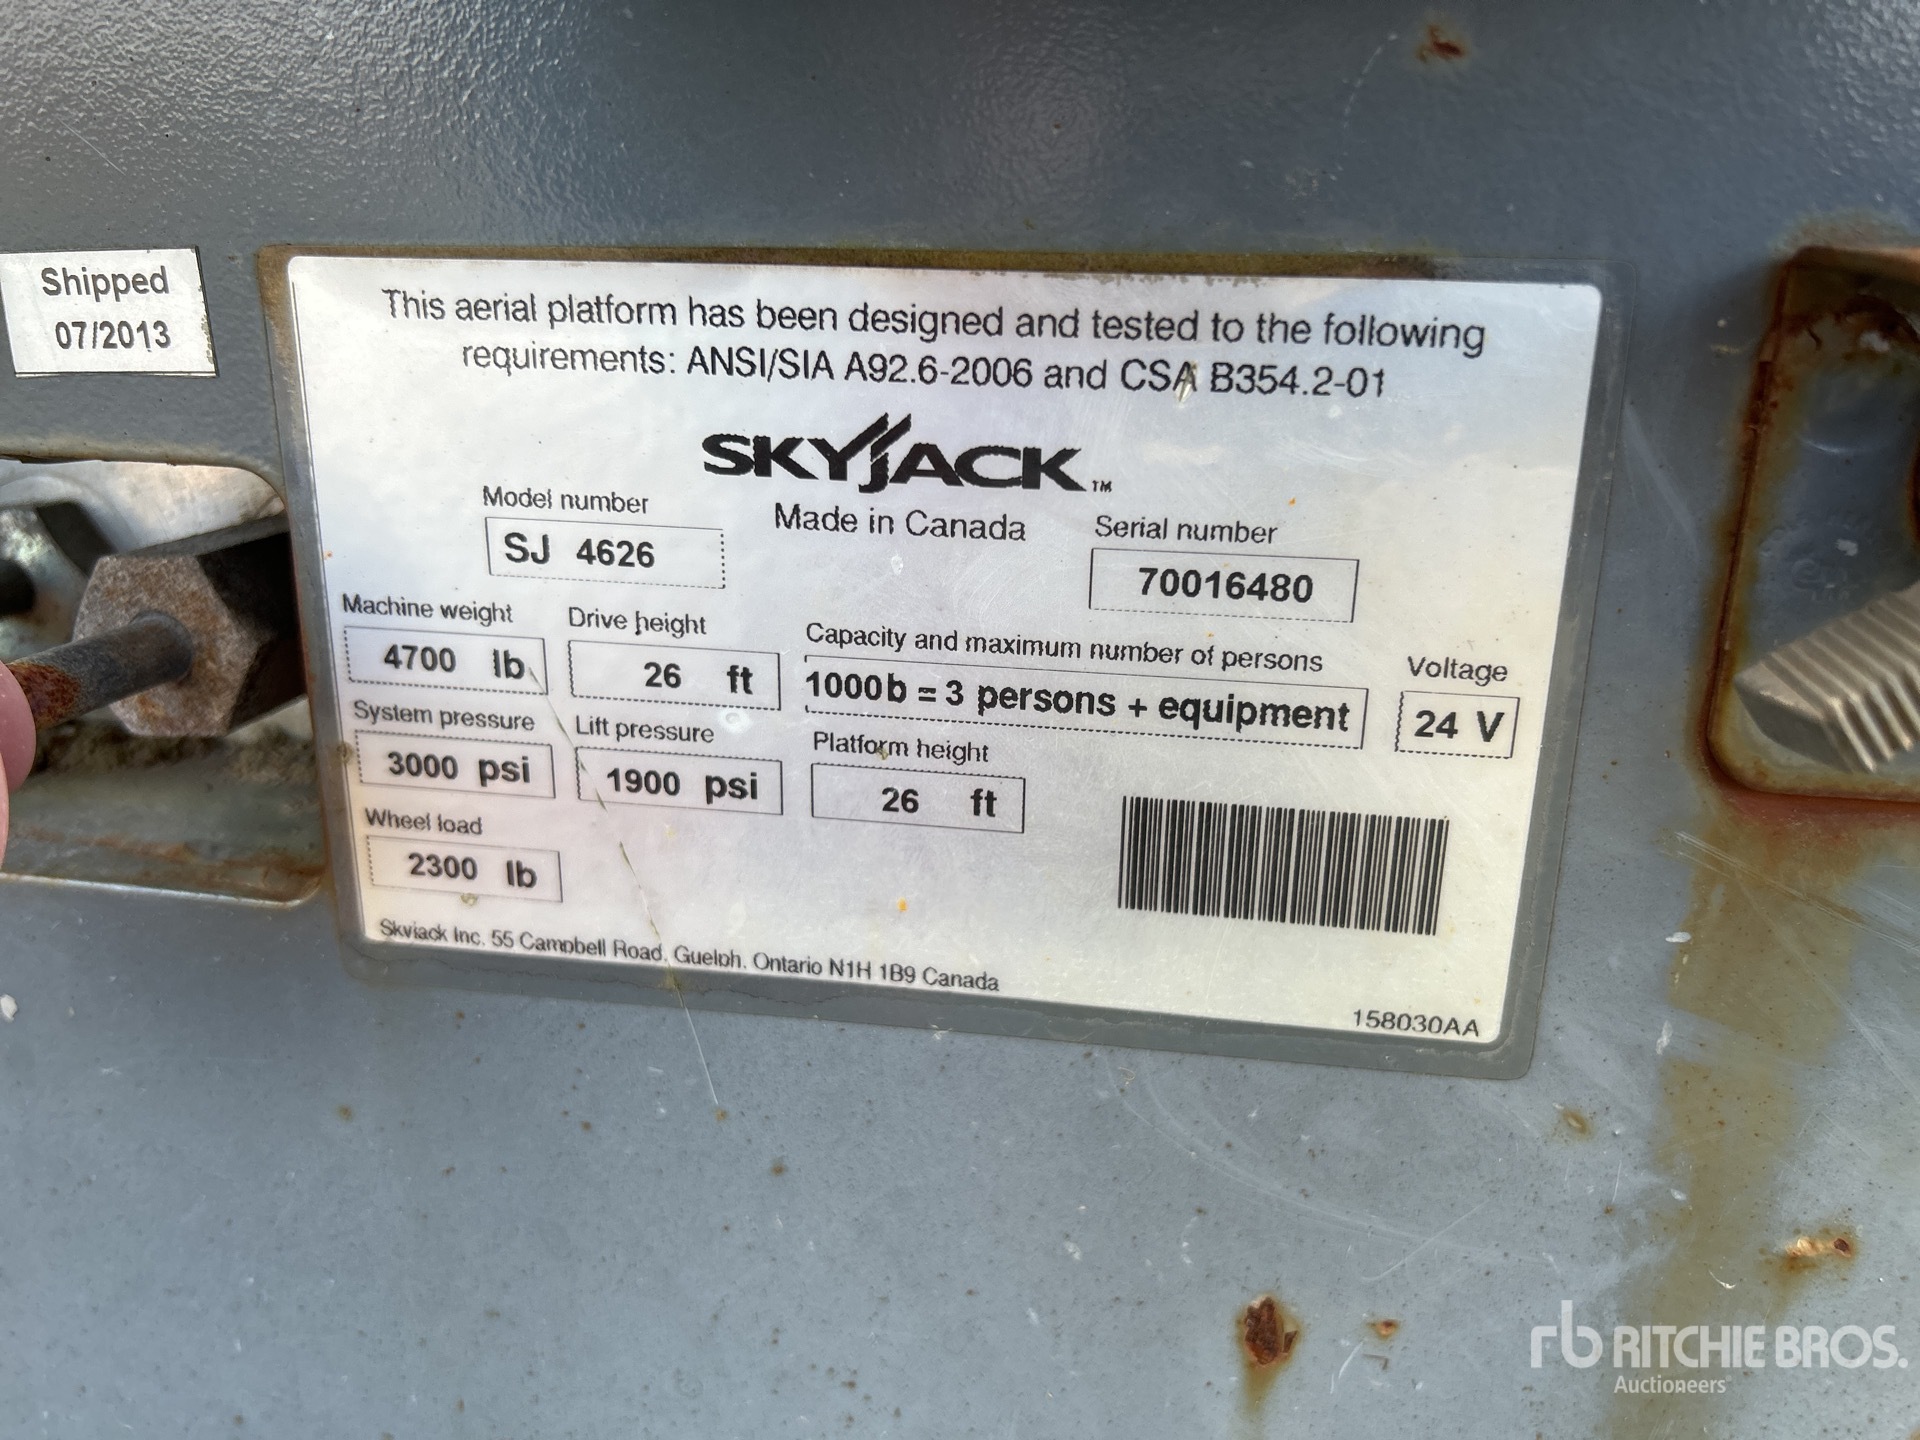 Shipped
07/2013
This aerial platform has been designed and tested to the following
requirements: ANSI/SIA A92.6-2006 and CSA B354.2-01
SKYJACK™
Made in Canada
Model number
SJ 4626
Serial number
70016480
Machine weight
4700 lb
Drive height
26 ft
Capacity and maximum number of persons
1000b = 3 persons + equipment
Voltage
24 V
System pressure
3000 psi
Lift pressure
1900 psi
Platform height
26 ft
Wheel load
2300 lb
Skyjack Inc. 55 Campbell Road, Guelph, Ontario N1H 1B9 Canada
158030AA
rb RITCHIE BROS.
Auctioneers